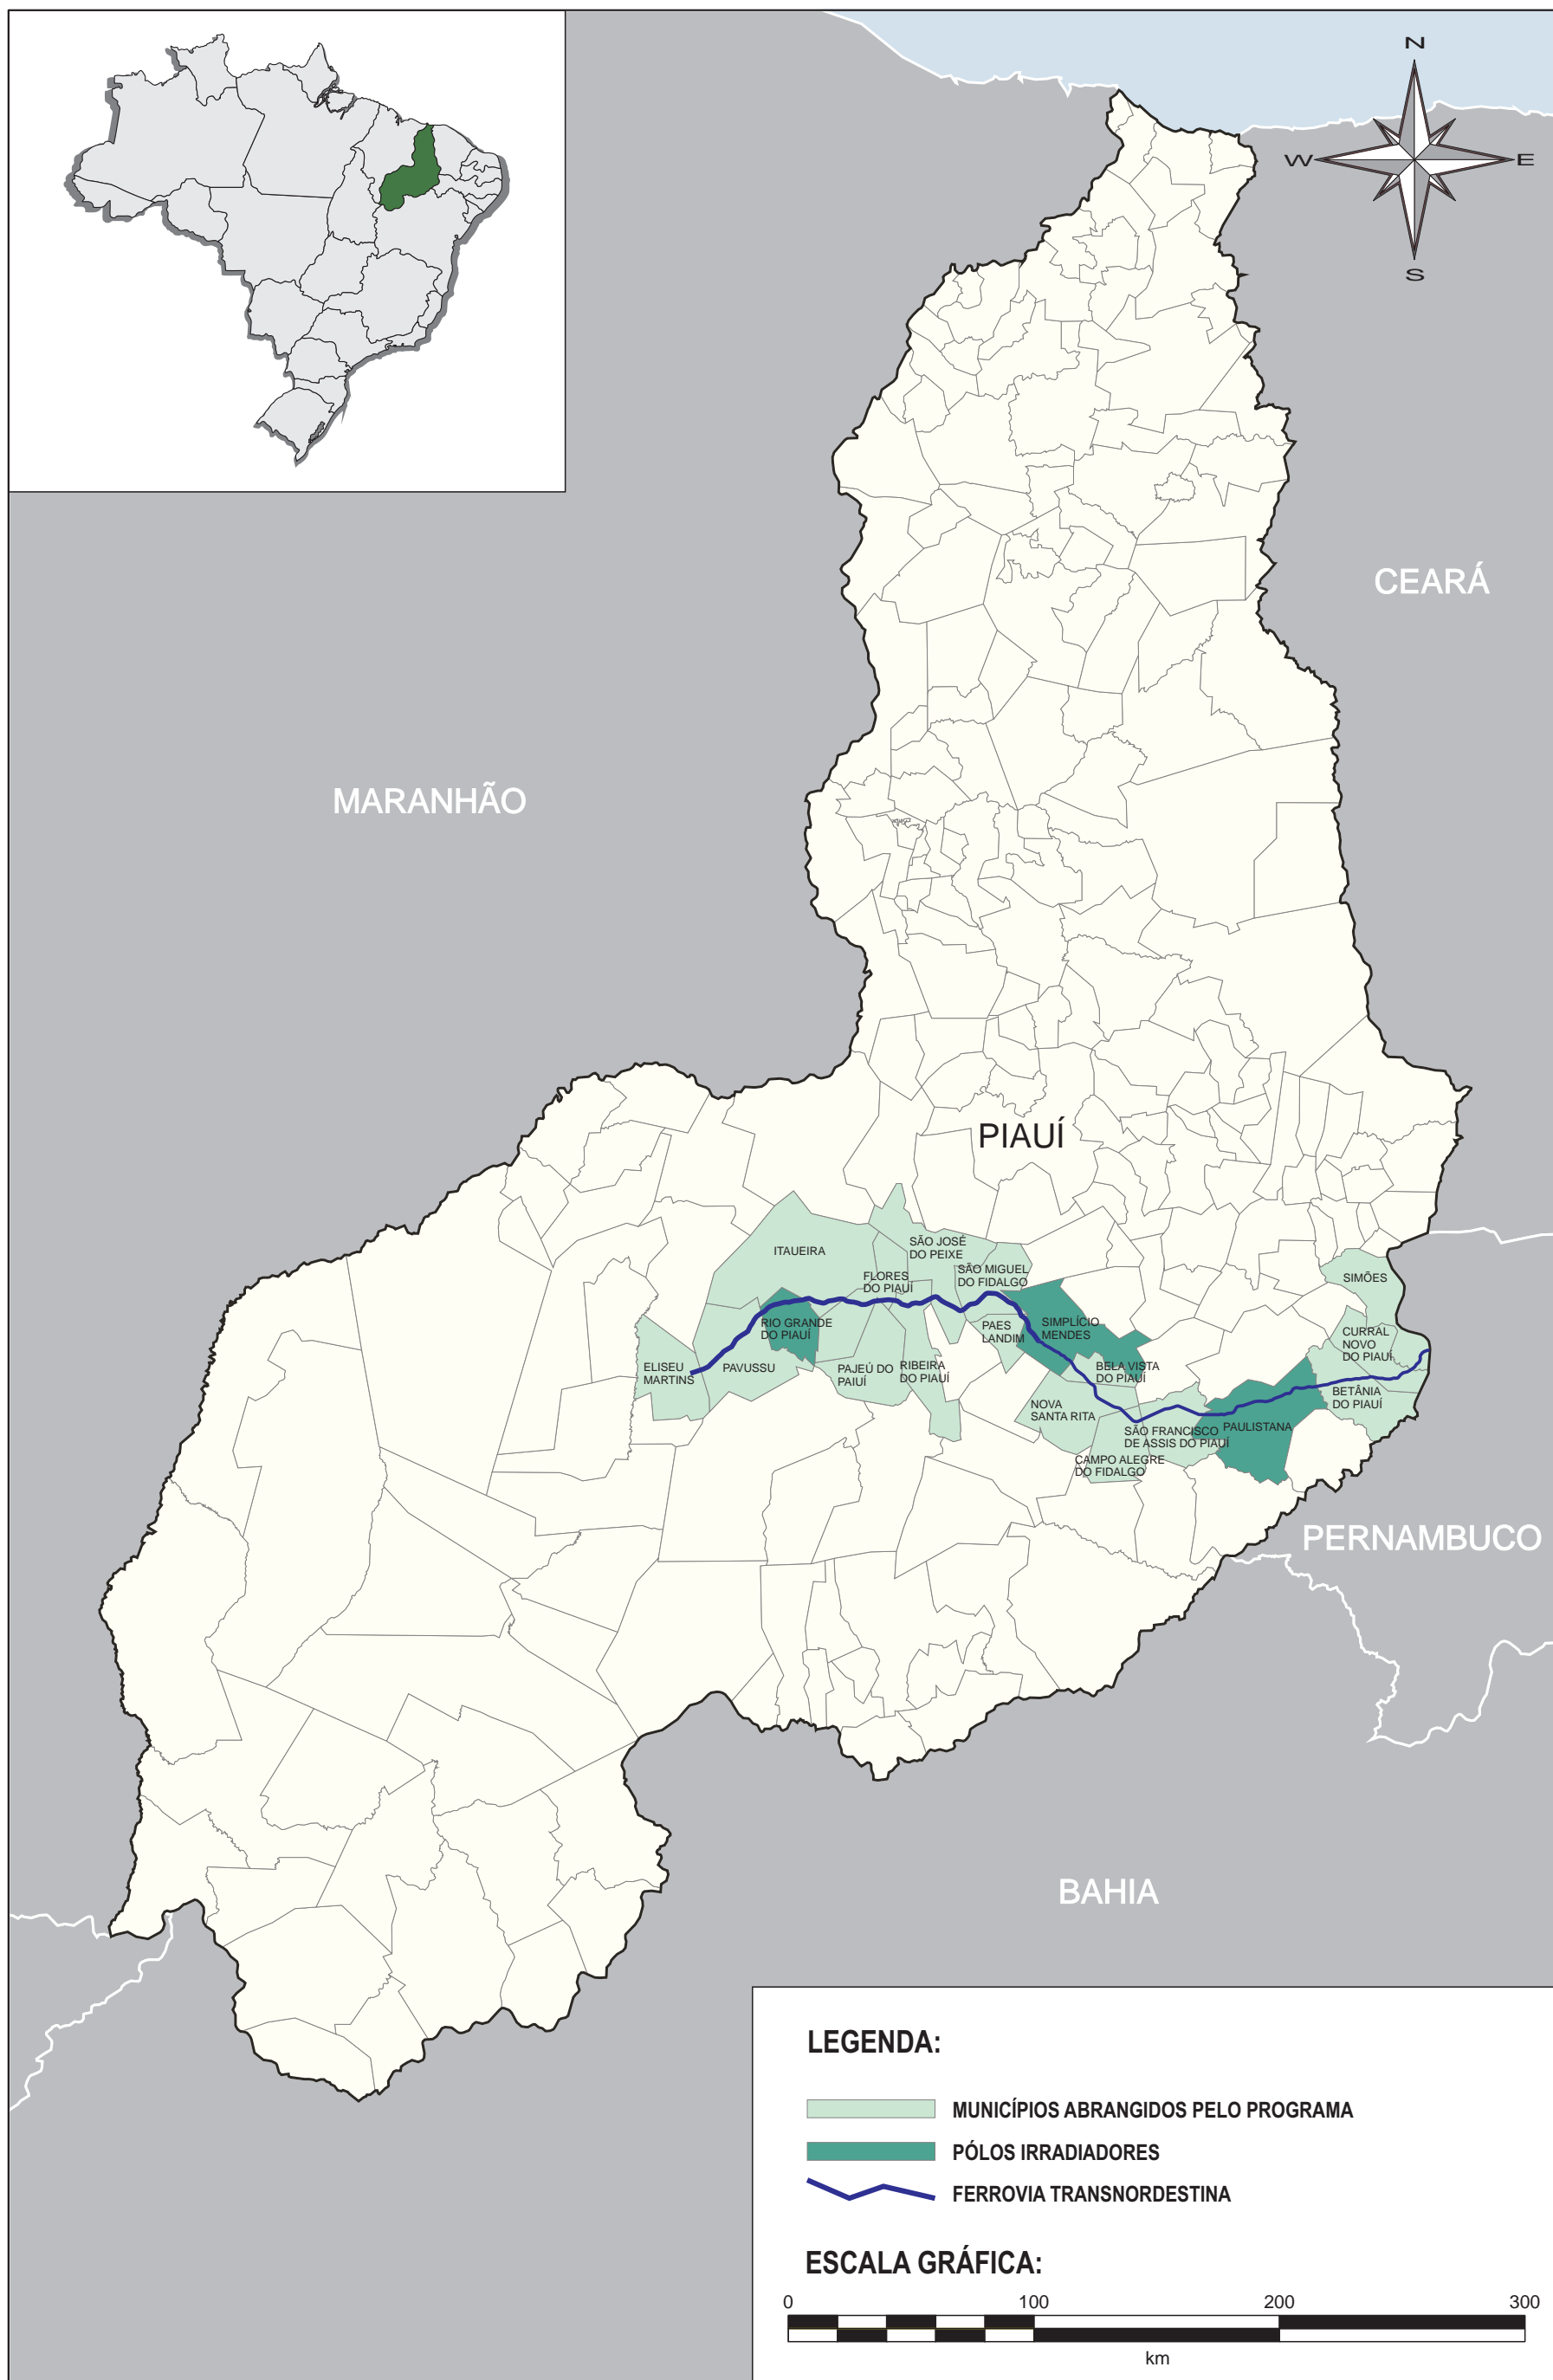 N
W
E
S
CEARÁ
MARANHÃO
PIAUÍ
ITAUEIRA
SÃO JOSÉ
DO PEIXE
FLORES
DO PIAUÍ
SÃO MIGUEL
DO FIDALGO
SIMÕES
RIO GRANDE
DO PIAUÍ
SIMPLÍCIO
MENDES
PAES
LANDIM
CURRAL
NOVO
DO PIAUÍ
ELISEU
MARTINS
PAVUSSU
PAJEÚ DO
PAIUÍ
RIBEIRA
DO PIAUÍ
BELA VISTA
DO PIAUÍ
BETÂNIA
DO PIAUÍ
NOVA
SANTA RITA
SÃO FRANCISCO
DE ASSIS DO PIAUÍ
PAULISTANA
CAMPO ALEGRE
DO FIDALGO
PERNAMBUCO
BAHIA
LEGENDA:
MUNICÍPIOS ABRANGIDOS PELO PROGRAMA
PÓLOS IRRADIADORES
FERROVIA TRANSNORDESTINA
ESCALA GRÁFICA:
0 100 200 300
km